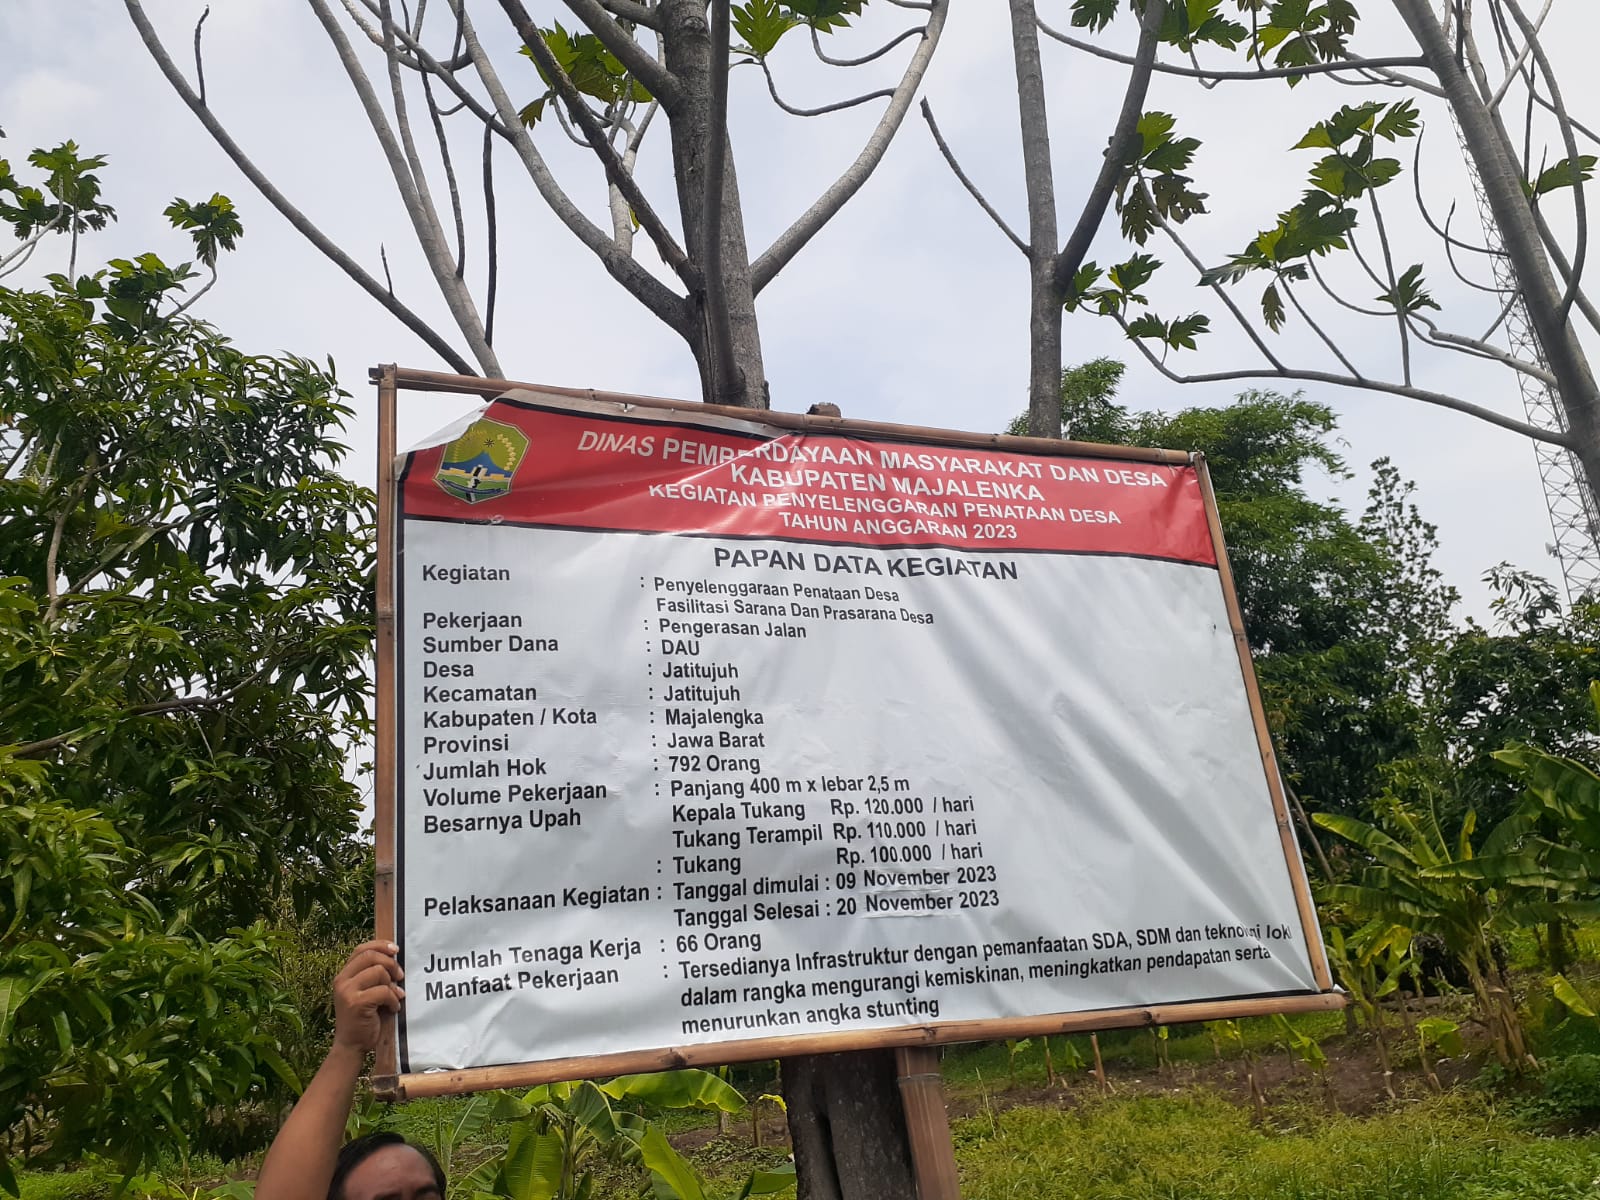 DINAS PEMBERDAYAAN MASYARAKAT DAN DESA
KABUPATEN MAJALENKA
KEGIATAN PENYELENGGARAN PENATAAN DESA
TAHUN ANGGARAN 2023
PAPAN DATA KEGIATAN
Kegiatan : Penyelenggaraan Penataan Desa
Fasilitasi Sarana Dan Prasarana Desa
Pekerjaan : Pengerasan Jalan
Sumber Dana : DAU
Desa : Jatitujuh
Kecamatan : Jatitujuh
Kabupaten / Kota : Majalengka
Provinsi : Jawa Barat
Jumlah Hok : 792 Orang
Volume Pekerjaan : Panjang 400 m x lebar 2,5 m
Besarnya Upah Kepala Tukang Rp. 120.000 / hari
Tukang Terampil Rp. 110.000 / hari
: Tukang Rp. 100.000 / hari
Pelaksanaan Kegiatan : Tanggal dimulai : 09 November 2023
Tanggal Selesai : 20 November 2023
Jumlah Tenaga Kerja : 66 Orang
Manfaat Pekerjaan : Tersedianya Infrastruktur dengan pemanfaatan SDA, SDM dan teknologi
dalam rangka mengurangi kemiskinan, meningkatkan pendapatan serta
menurunkan angka stunting